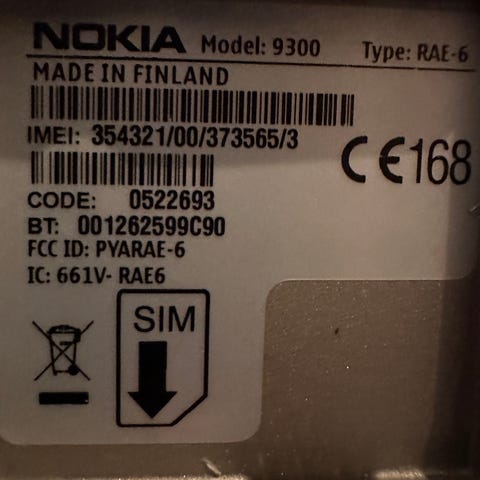 NOKIA Model: 9300 Type: RAE-6
MADE IN FINLAND
IMEI: 354321/00/373565/3
CE168
CODE: 0522693
BT: 001262599C90
FCC ID: PYARAE-6
IC: 661V- RAE6
SIM